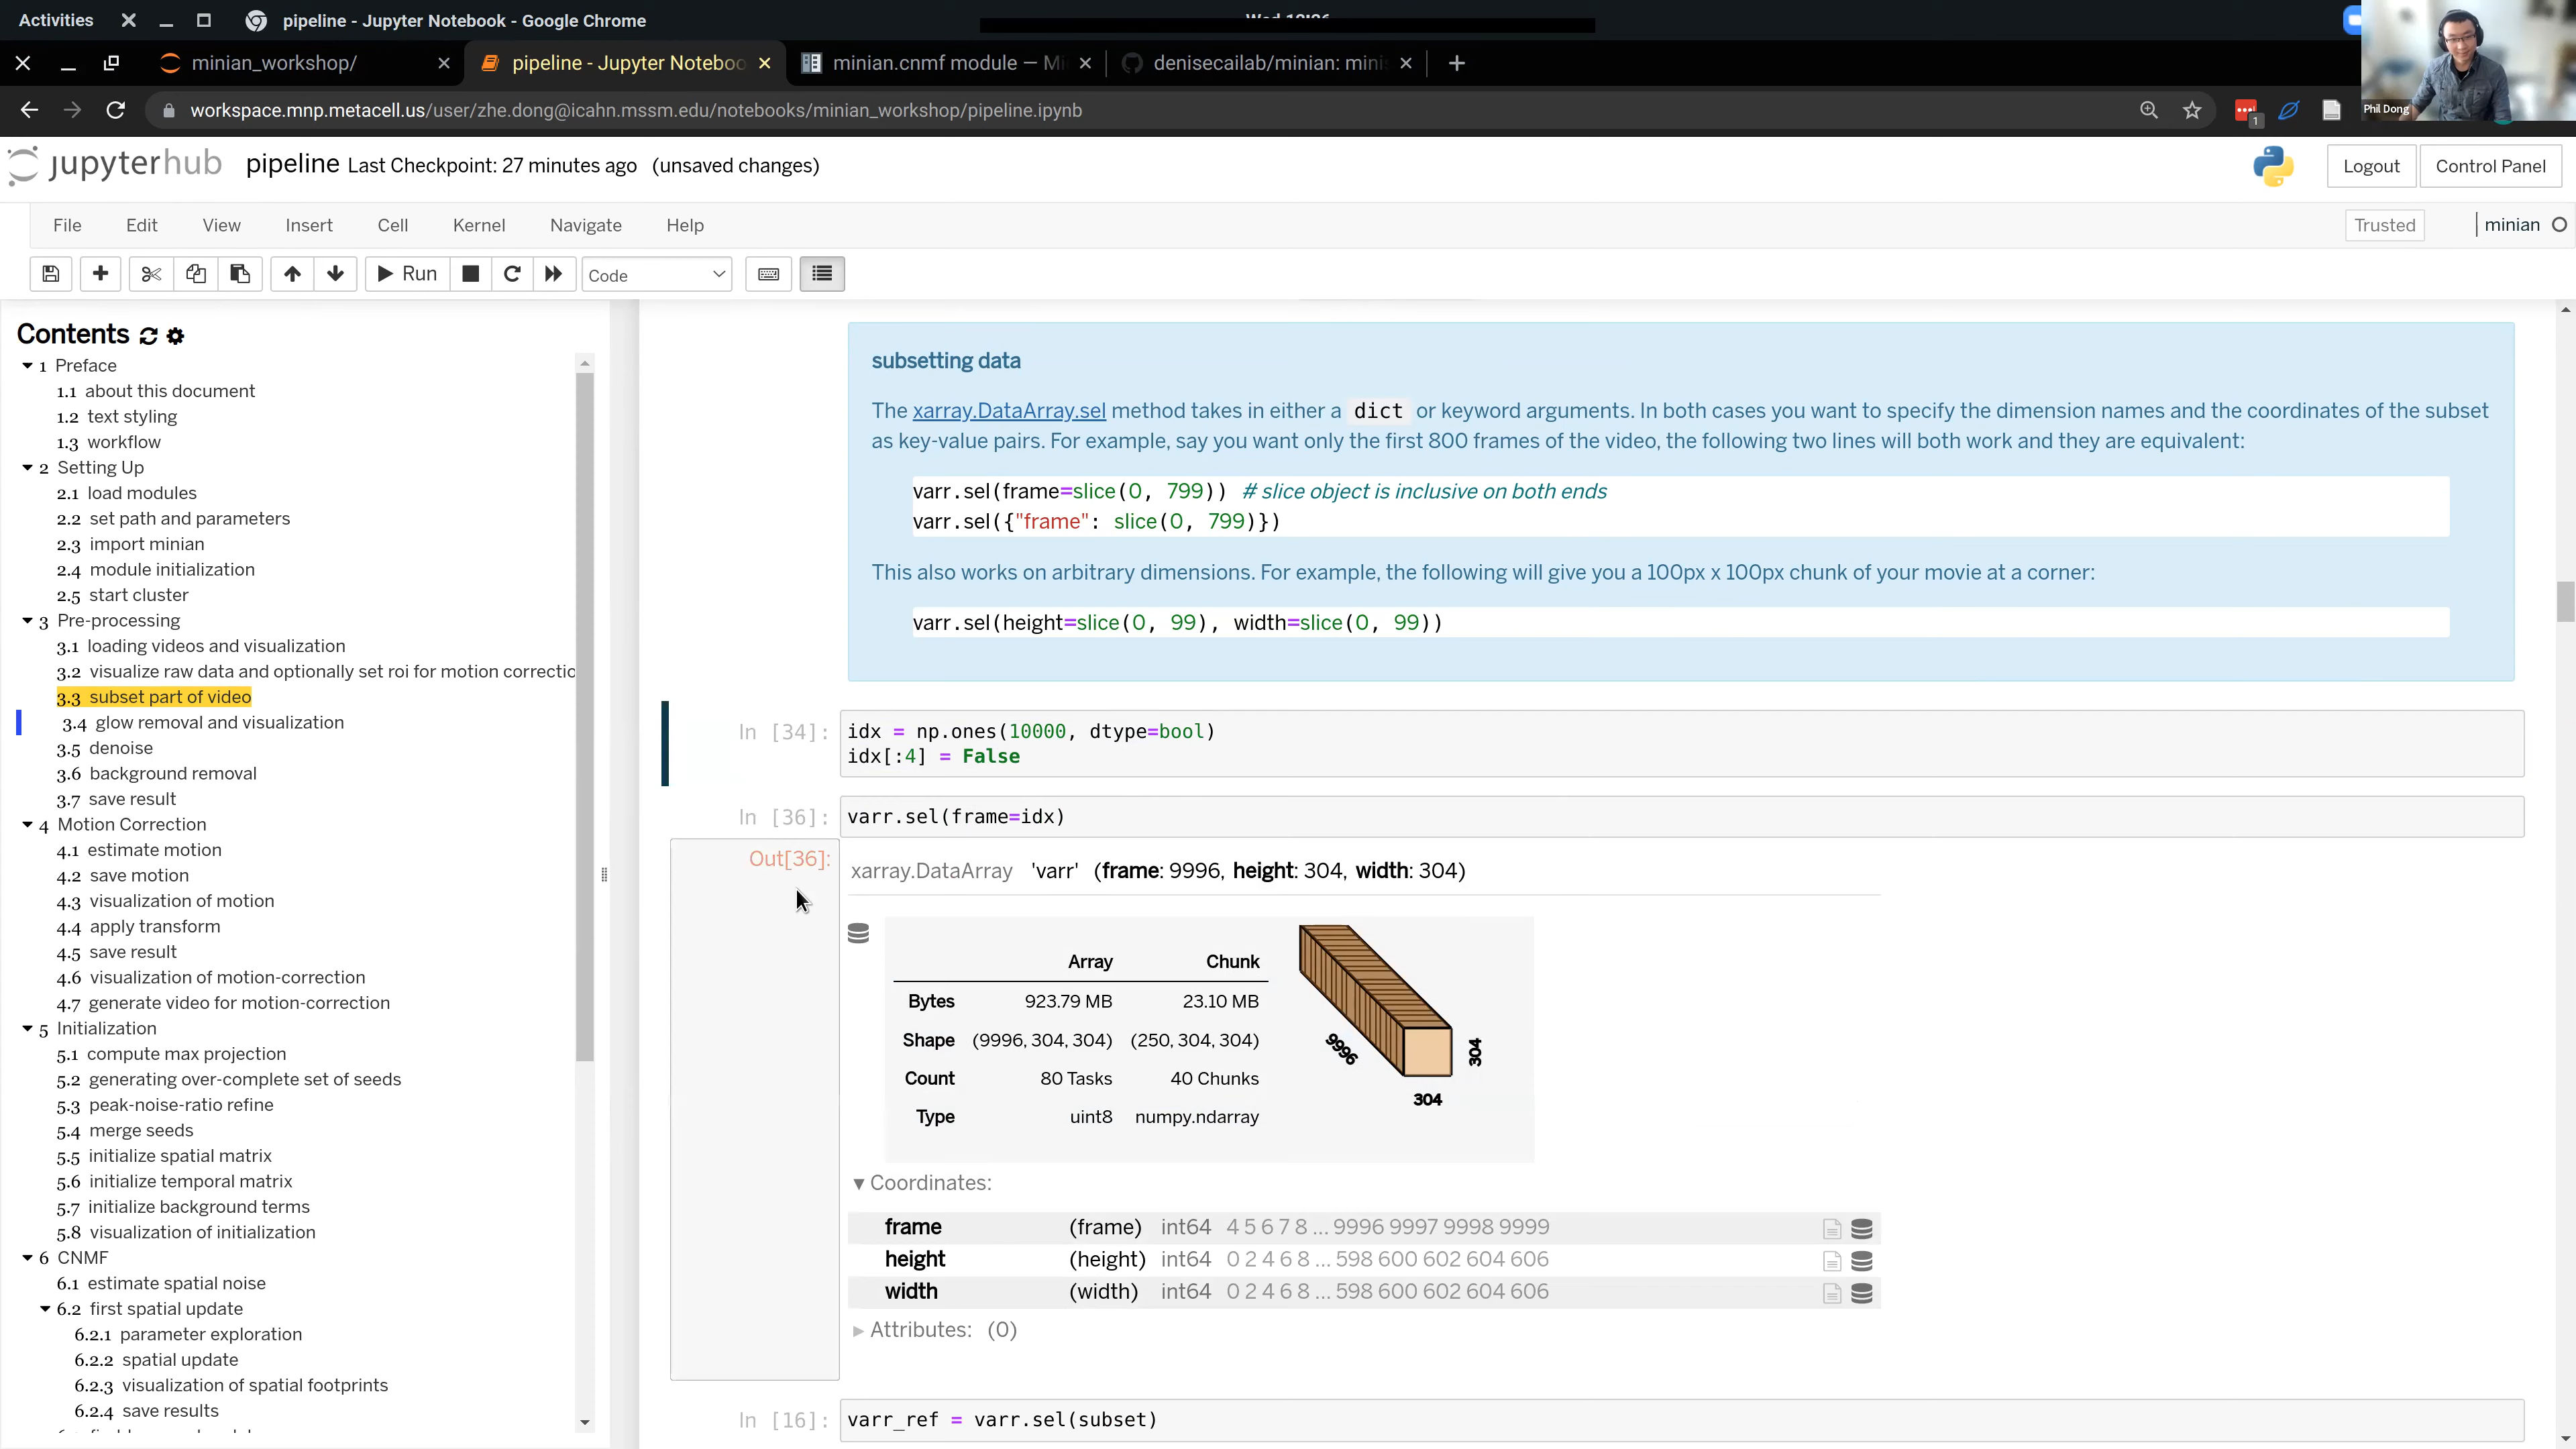 Activities
pipeline - Jupyter Notebook - Google Chrome
minian_workshop/
pipeline - Jupyter Noteboo
minian.cnmf module — Mi
denisecailab/minian: mini
workspace.mnp.metacell.us/user/zhe.dong@icahn.mssm.edu/notebooks/minian_workshop/pipeline.ipynb
1
Phil Dong
jupyterhub pipeline Last Checkpoint: 27 minutes ago (unsaved changes)
Logout Control Panel
File Edit View Insert Cell Kernel Navigate Help
Trusted minian
Run Code
Contents
1 Preface
1.1 about this document
1.2 text styling
1.3 workflow
2 Setting Up
2.1 load modules
2.2 set path and parameters
2.3 import minian
2.4 module initialization
2.5 start cluster
3 Pre-processing
3.1 loading videos and visualization
3.2 visualize raw data and optionally set roi for motion correctio
3.3 subset part of video
3.4 glow removal and visualization
3.5 denoise
3.6 background removal
3.7 save result
4 Motion Correction
4.1 estimate motion
4.2 save motion
4.3 visualization of motion
4.4 apply transform
4.5 save result
4.6 visualization of motion-correction
4.7 generate video for motion-correction
5 Initialization
5.1 compute max projection
5.2 generating over-complete set of seeds
5.3 peak-noise-ratio refine
5.4 merge seeds
5.5 initialize spatial matrix
5.6 initialize temporal matrix
5.7 initialize background terms
5.8 visualization of initialization
6 CNMF
6.1 estimate spatial noise
6.2 first spatial update
6.2.1 parameter exploration
6.2.2 spatial update
6.2.3 visualization of spatial footprints
6.2.4 save results
subsetting data
The xarray.DataArray.sel method takes in either a dict or keyword arguments. In both cases you want to specify the dimension names and the coordinates of the subset
as key-value pairs. For example, say you want only the first 800 frames of the video, the following two lines will both work and they are equivalent:
varr.sel(frame=slice(0, 799)) # slice object is inclusive on both ends
varr.sel({"frame": slice(0, 799)})
This also works on arbitrary dimensions. For example, the following will give you a 100px x 100px chunk of your movie at a corner:
varr.sel(height=slice(0, 99), width=slice(0, 99))
In [34]: idx = np.ones(10000, dtype=bool)
idx[:4] = False
In [36]: varr.sel(frame=idx)
Out[36]:
xarray.DataArray 'varr' (frame: 9996, height: 304, width: 304)
Array Chunk
Bytes 923.79 MB 23.10 MB
Shape (9996, 304, 304) (250, 304, 304)
Count 80 Tasks 40 Chunks
Type uint8 numpy.ndarray
9996
304
304
Coordinates:
frame (frame) int64 4 5 6 7 8 ... 9996 9997 9998 9999
height (height) int64 0 2 4 6 8 ... 598 600 602 604 606
width (width) int64 0 2 4 6 8 ... 598 600 602 604 606
Attributes: (0)
In [16]: varr_ref = varr.sel(subset)